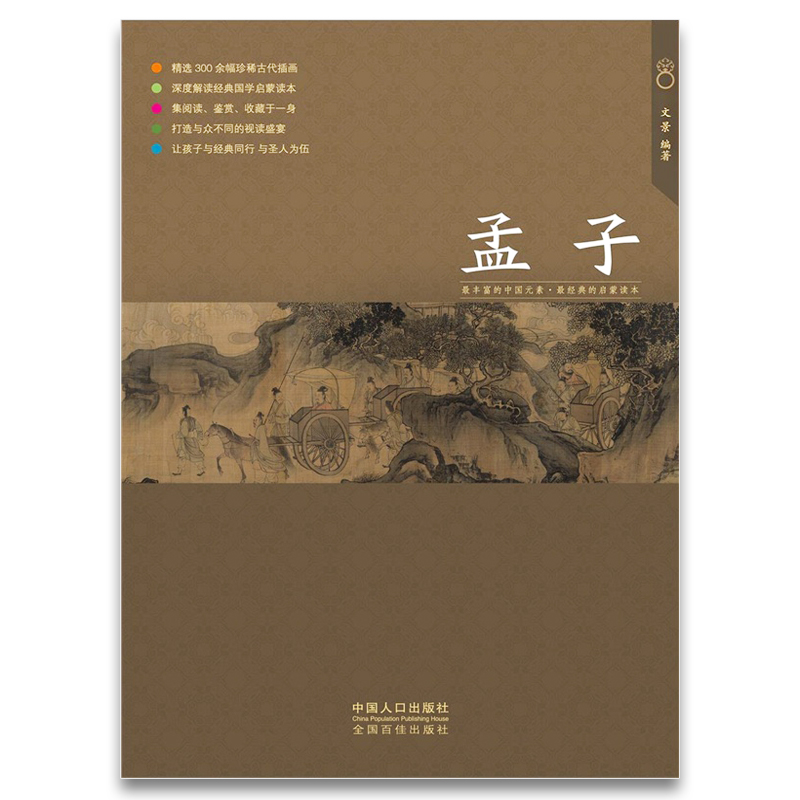 精选 300 余幅珍稀古代插画
深度解读经典国学启蒙读本
集阅读、鉴赏、收藏于一身
打造与众不同的视读盛宴
让孩子与经典同行 与圣人为伍
文景 编著
孟子
最丰富的中国元素·最经典的启蒙读本
中国人口出版社
China Population Publishing House
全国百佳出版社